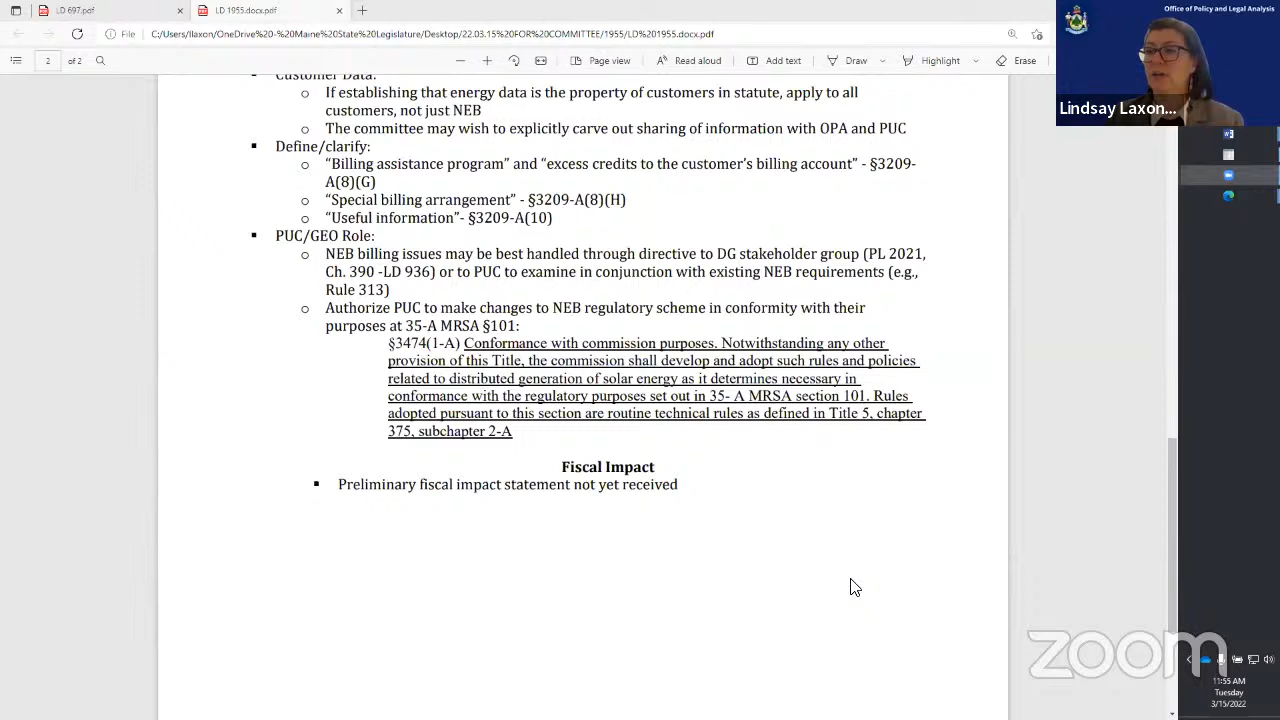 LD 697.pdf
LD 1955.docx.pdf
File
C:/Users/llaxon/OneDrive%20-%20Maine%20State%20Legislature/Desktop/22.03.15%20FOR%20COMMITTEE/1955/LD%201955.docx.pdf
2 of 2
Page view
Read aloud
Add text
Draw
Highlight
Erase
Office of Policy and Legal Analysis
Lindsay Laxon...
Customer Data:
o If establishing that energy data is the property of customers in statute, apply to all
customers, not just NEB
o The committee may wish to explicitly carve out sharing of information with OPA and PUC
▪ Define/clarify:
o “Billing assistance program” and “excess credits to the customer’s billing account” - §3209-
A(8)(G)
o “Special billing arrangement” - §3209-A(8)(H)
o “Useful information”- §3209-A(10)
▪ PUC/GEO Role:
o NEB billing issues may be best handled through directive to DG stakeholder group (PL 2021,
Ch. 390 -LD 936) or to PUC to examine in conjunction with existing NEB requirements (e.g.,
Rule 313)
o Authorize PUC to make changes to NEB regulatory scheme in conformity with their
purposes at 35-A MRSA §101:
§3474(1-A) Conformance with commission purposes. Notwithstanding any other
provision of this Title, the commission shall develop and adopt such rules and policies
related to distributed generation of solar energy as it determines necessary in
conformance with the regulatory purposes set out in 35- A MRSA section 101. Rules
adopted pursuant to this section are routine technical rules as defined in Title 5, chapter
375, subchapter 2-A
Fiscal Impact
▪ Preliminary fiscal impact statement not yet received
zoom
11:55 AM
Tuesday
3/15/2022